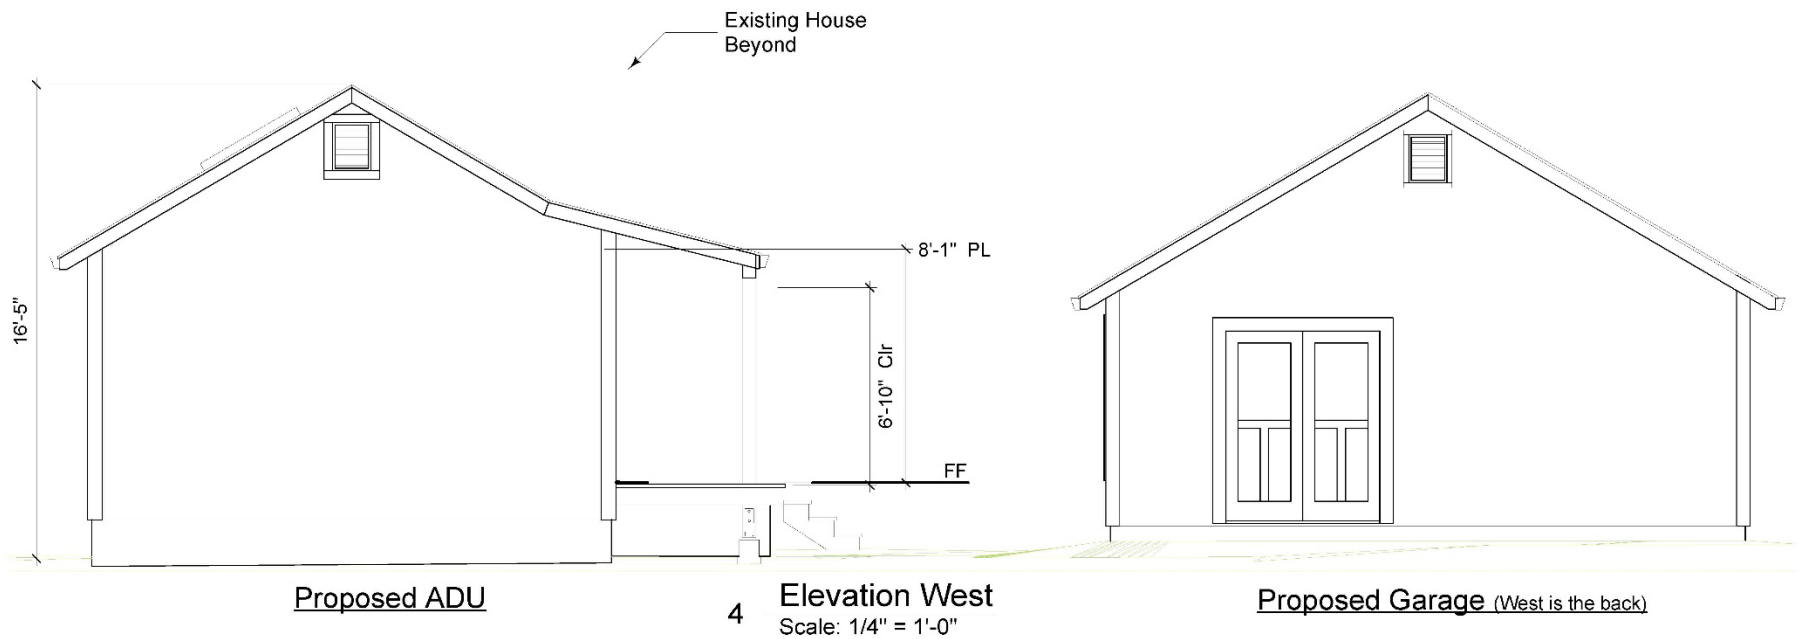 Existing House
Beyond
8'-1" PL
16'-5"
6'-10" Clr
FF
Proposed ADU
4
Elevation West
Scale: 1/4" = 1'-0"
Proposed Garage (West is the back)